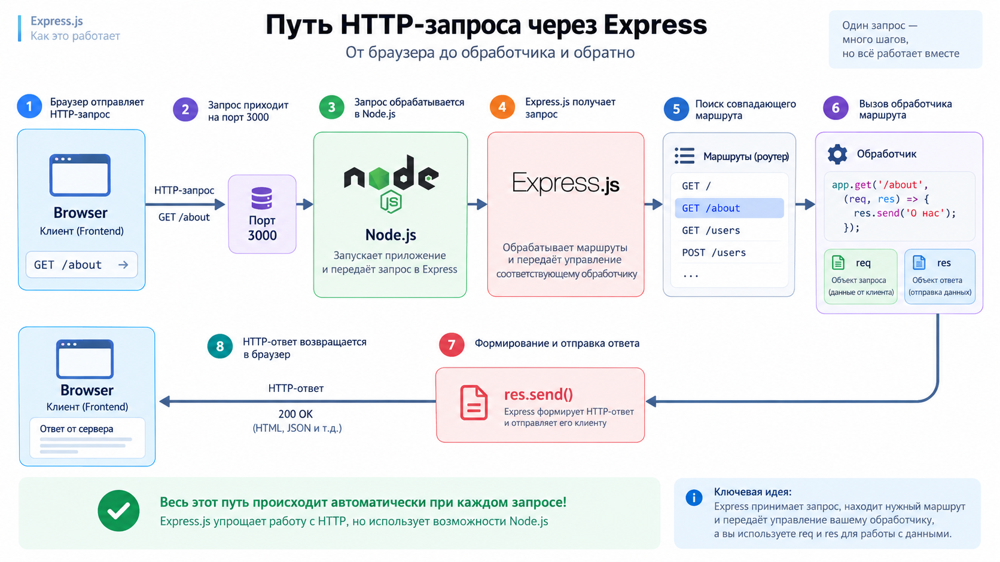 Express.js
Как это работает
Путь HTTP-запроса через Express
От браузера до обработчика и обратно
Один запрос —
много шагов,
но всё работает вместе
1
Браузер отправляет
HTTP-запрос
2
Запрос приходит
на порт 3000
3
Запрос обрабатывается
в Node.js
4
Express.js получает
запрос
5
Поиск совпадающего
маршрута
6
Вызов обработчика
маршрута
Browser
Клиент (Frontend)
GET /about →
HTTP-запрос
GET /about
Порт
3000
node
JS
Node.js
Запускает приложение
и передаёт запрос в Express
Express.js
Обрабатывает маршруты
и передаёт управление
соответствующему обработчику
Маршруты (роутер)
GET /
GET /about
GET /users
POST /users
...
Обработчик
app.get('/about',
(req, res) => {
res.send('О нас');
});
req
Объект запроса
(данные от клиента)
res
Объект ответа
(отправка данных)
Browser
Клиент (Frontend)
Ответ от сервера
8
HTTP-ответ возвращается
в браузер
HTTP-ответ
200 OK
(HTML, JSON и т.д.)
7
Формирование и отправка ответа
res.send()
Express формирует HTTP-ответ
и отправляет его клиенту
Весь этот путь происходит автоматически при каждом запросе!
Express.js упрощает работу с HTTP, но использует возможности Node.js
i
Ключевая идея:
Express принимает запрос, находит нужный маршрут
и передаёт управление вашему обработчику,
а вы используете req и res для работы с данными.